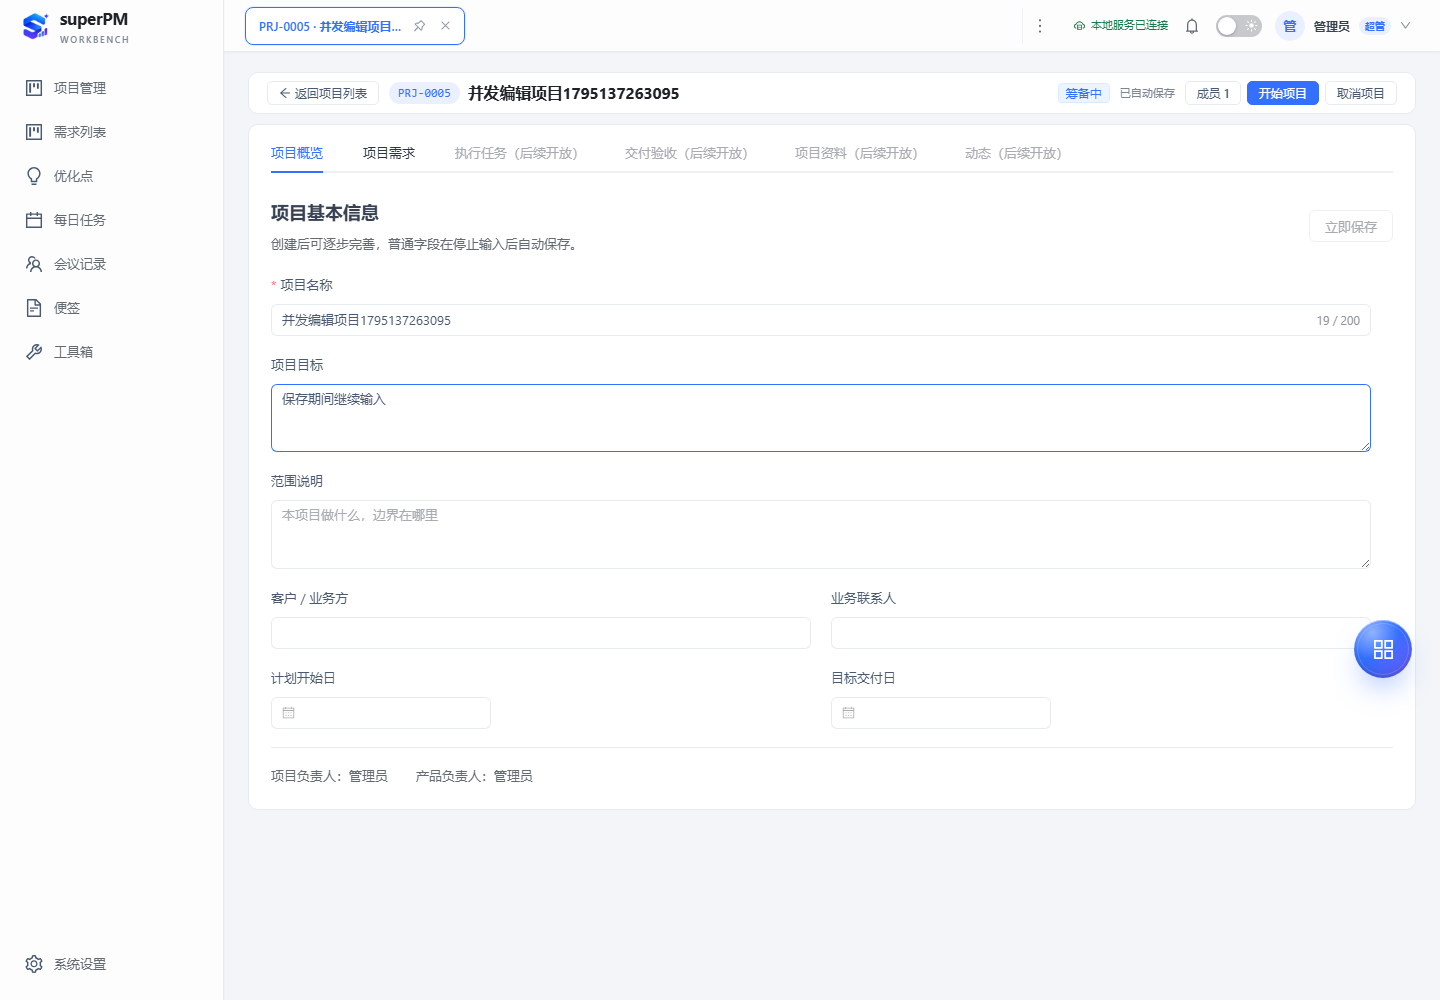 superPM
WORKBENCH
项目管理
需求列表
优化点
每日任务
会议记录
便签
工具箱
系统设置
PRJ-0005 · 并发编辑项目...
本地服务已连接
管
管理员
超管
返回项目列表
PRJ-0005
并发编辑项目1795137263095
筹备中
已自动保存
成员 1
开始项目
取消项目
项目概览
项目需求
执行任务（后续开放）
交付验收（后续开放）
项目资料（后续开放）
动态（后续开放）
项目基本信息
创建后可逐步完善，普通字段在停止输入后自动保存。
立即保存
* 项目名称
并发编辑项目1795137263095
19 / 200
项目目标
保存期间继续输入
范围说明
本项目做什么，边界在哪里
客户 / 业务方
业务联系人
计划开始日
目标交付日
项目负责人：管理员
产品负责人：管理员